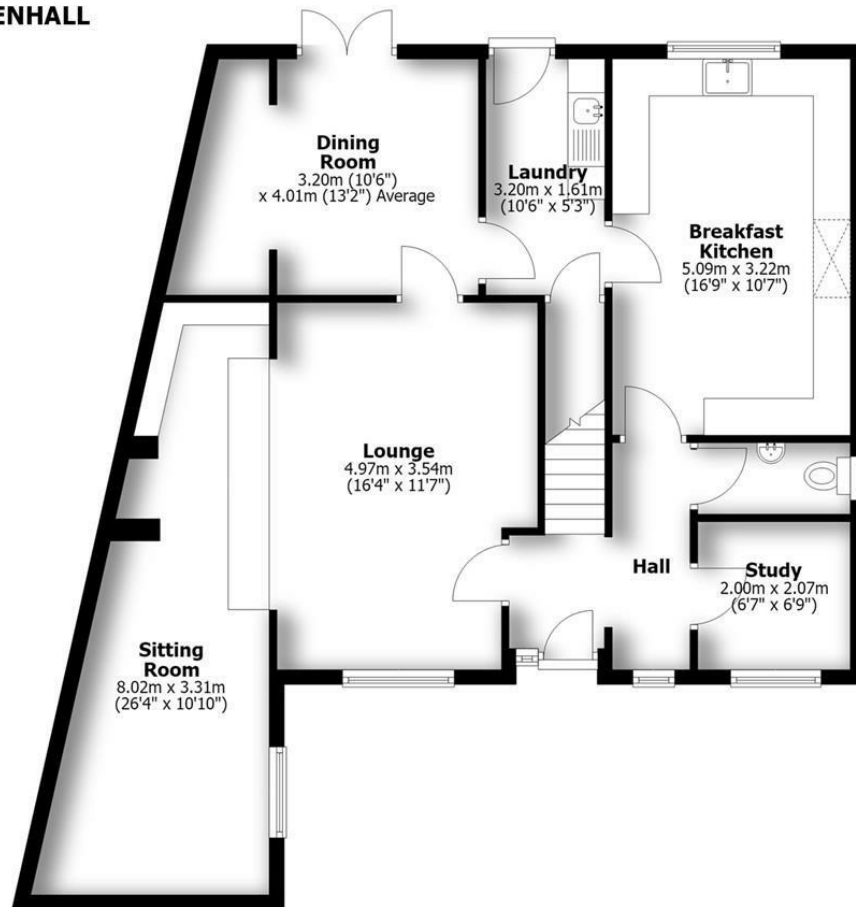 ENHALL
Dining
Room
3.20m (10'6")
x 4.01m (13'2") Average
Laundry
3.20m x 1.61m
(10'6" x 5'3")
Breakfast
Kitchen
5.09m x 3.22m
(16'9" x 10'7")
Lounge
4.97m x 3.54m
(16'4" x 11'7")
Hall
Study
2.00m x 2.07m
(6'7" x 6'9")
Sitting
Room
8.02m x 3.31m
(26'4" x 10'10")